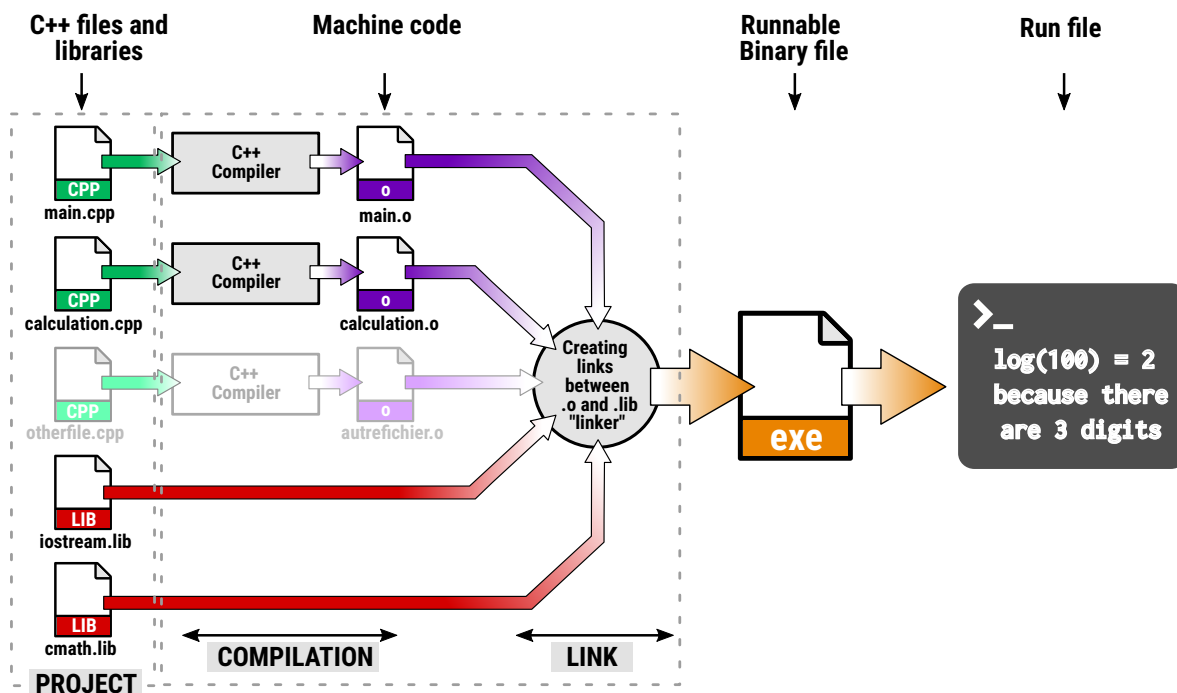 C++ files and
libraries
Machine code
Runnable
Binary file
Run file
CPP
main.cpp
C++
Compiler
o
main.o
CPP
calculation.cpp
C++
Compiler
o
calculation.o
CPP
otherfile.cpp
C++
Compiler
o
autrefichier.o
Creating
links
between
.o and .lib
"linker"
exe
>_
log(100) = 2
because there
are 3 digits
LIB
iostream.lib
LIB
cmath.lib
COMPILATION
LINK
PROJECT